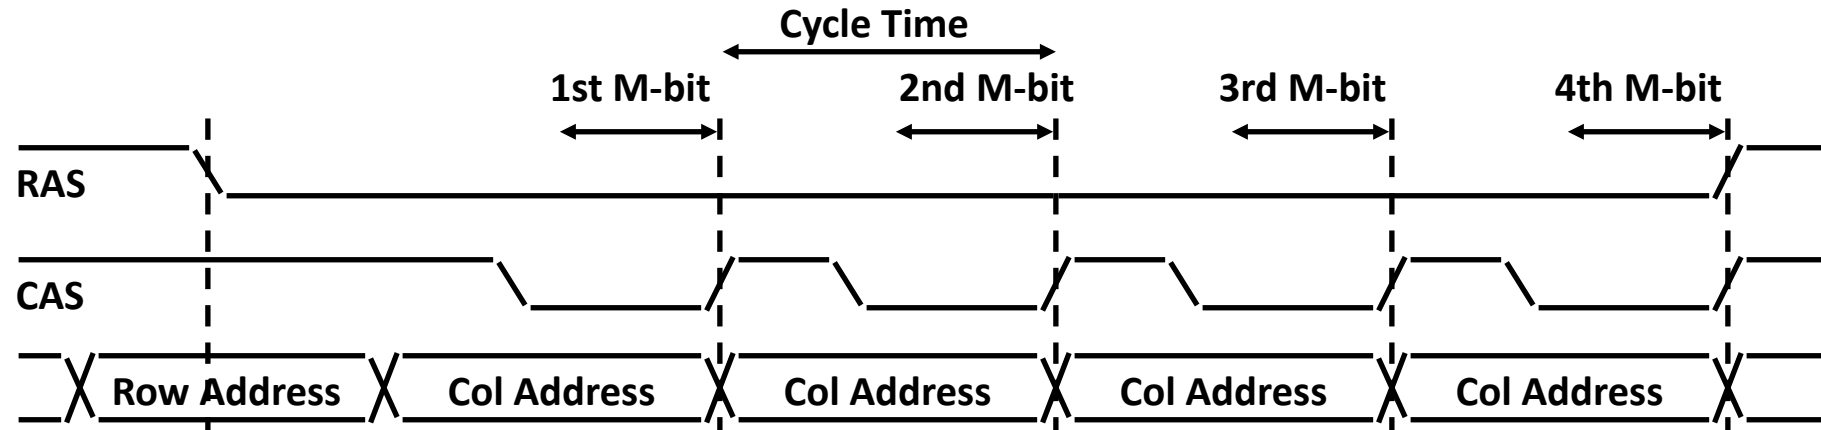 Cycle Time
1st M-bit 2nd M-bit 3rd M-bit 4th M-bit
RAS
CAS
Row Address Col Address Col Address Col Address Col Address